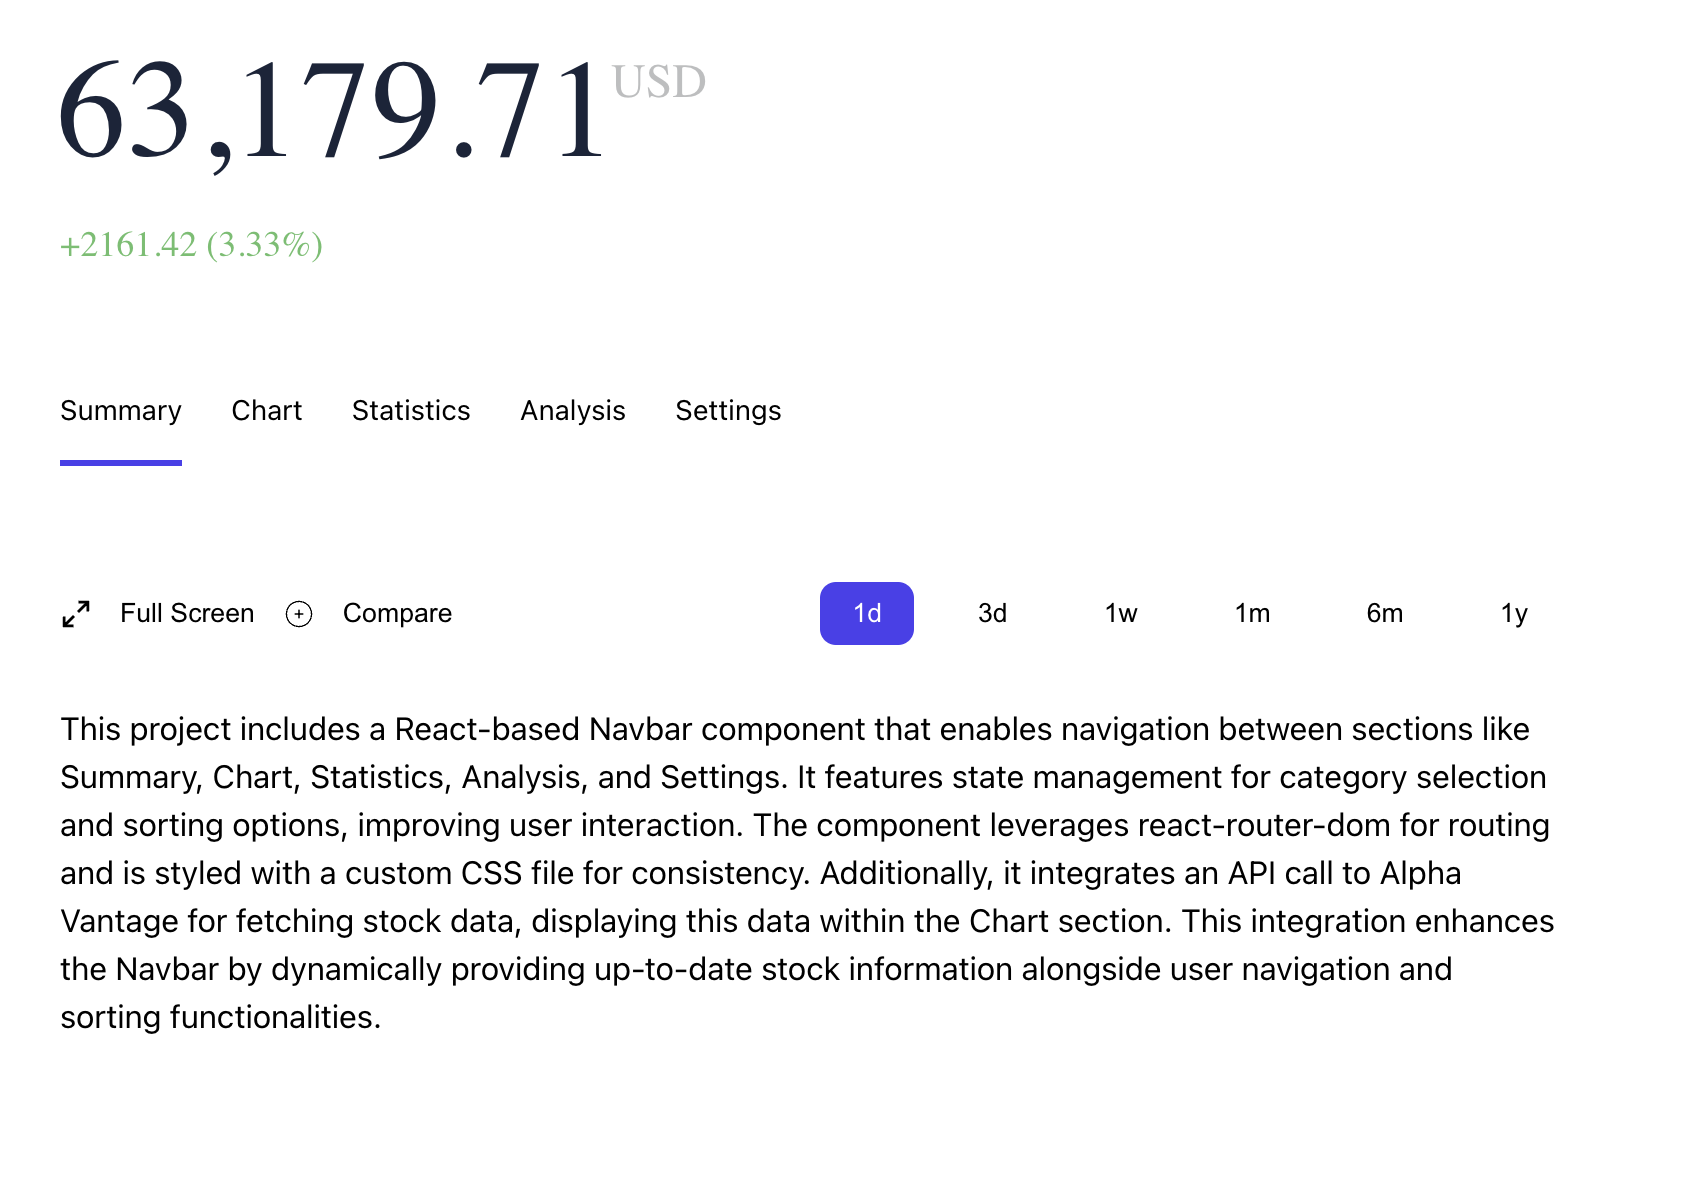 63,179.71 USD
+2161.42 (3.33%)
Summary Chart Statistics Analysis Settings
Full Screen + Compare 1d 3d 1w 1m 6m 1y
This project includes a React-based Navbar component that enables navigation between sections like
Summary, Chart, Statistics, Analysis, and Settings. It features state management for category selection
and sorting options, improving user interaction. The component leverages react-router-dom for routing
and is styled with a custom CSS file for consistency. Additionally, it integrates an API call to Alpha
Vantage for fetching stock data, displaying this data within the Chart section. This integration enhances
the Navbar by dynamically providing up-to-date stock information alongside user navigation and
sorting functionalities.